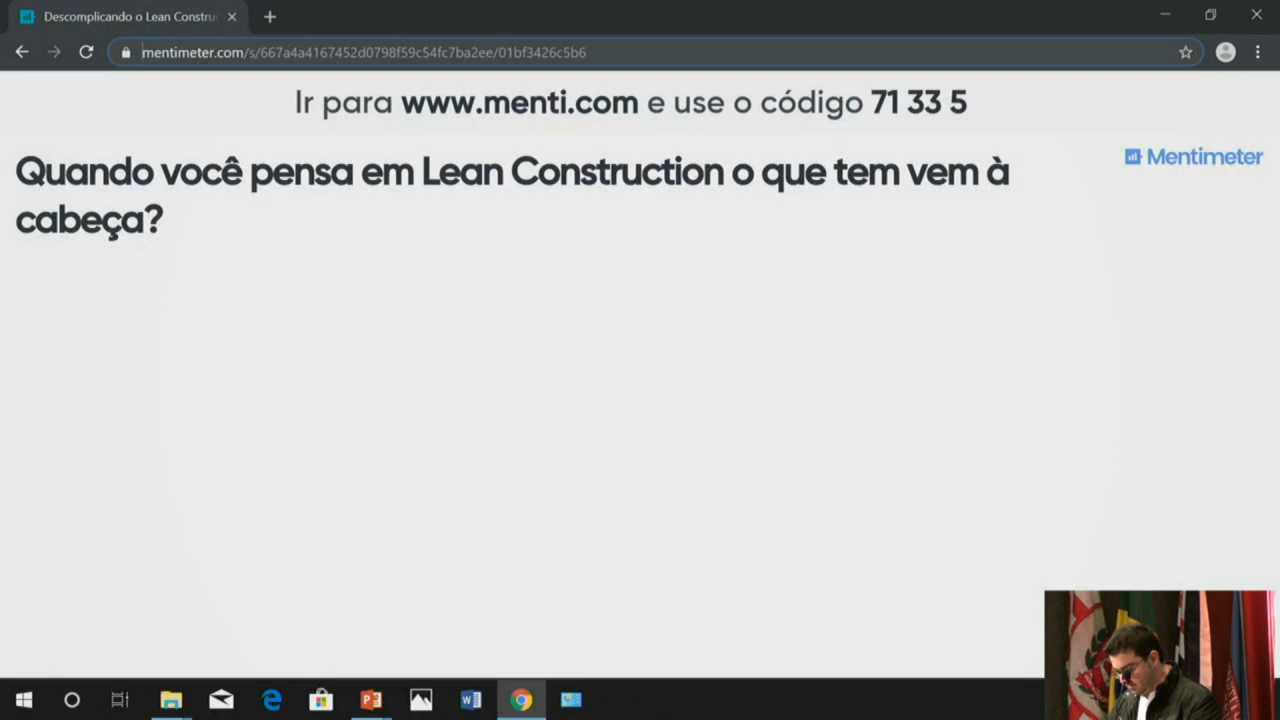 Descomplicando o Lean Constru
mentimeter.com/s/667a4a4167452d0798f59c54fc7ba2ee/01bf3426c5b6
Ir para www.menti.com e use o código 71 33 5
Mentimeter
Quando você pensa em Lean Construction o que tem vem à
cabeça?